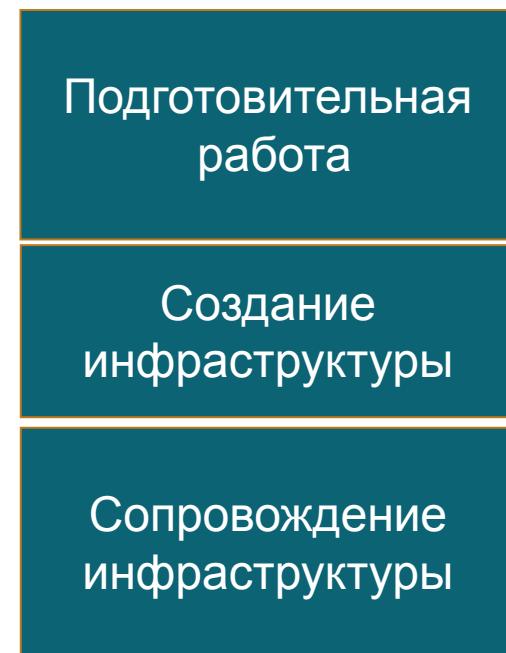 Подготовительная
работа
Создание
инфраструктуры
Сопровождение
инфраструктуры